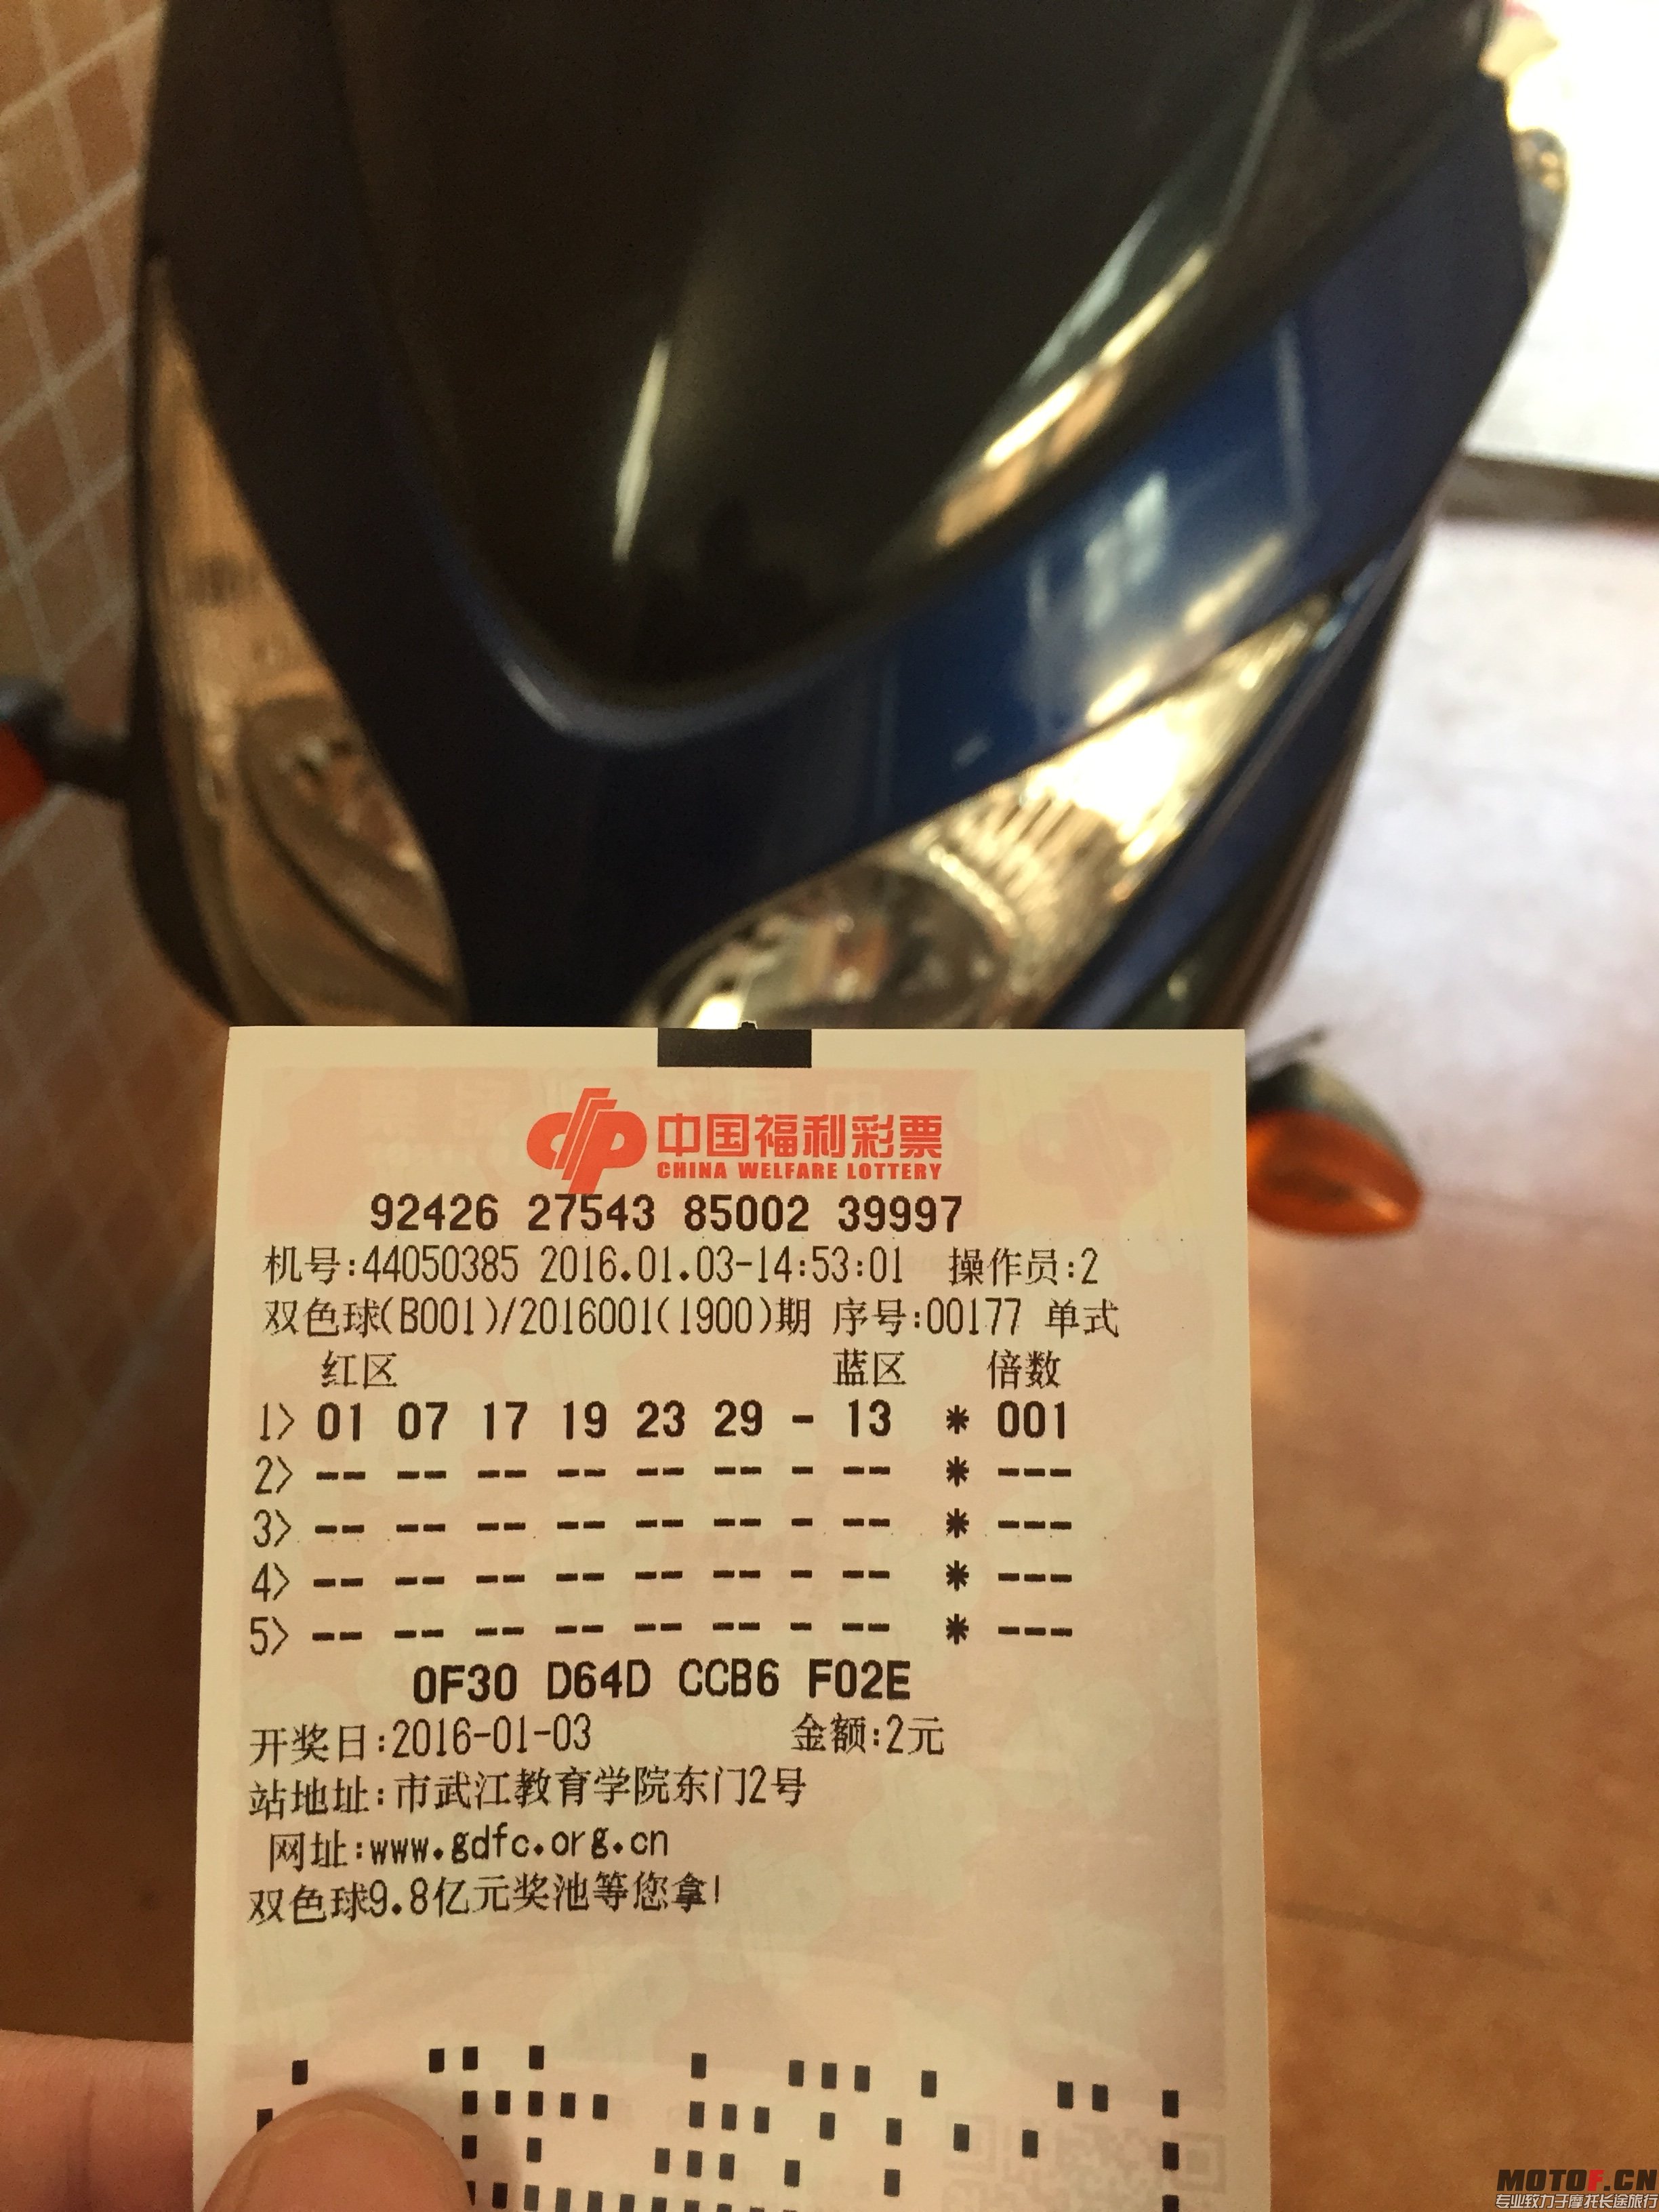 中国福利彩票
CHINA WELFARE LOTTERY
92426 27543 85002 39997
机号:44050385 2016.01.03-14:53:01 操作员:2
双色球(B001)/2016001(1900)期 序号:00177 单式
红区 蓝区 倍数
1> 01 07 17 19 23 29 - 13 * 001
2> -- -- -- -- -- -- - -- * ---
3> -- -- -- -- -- -- - -- * ---
4> -- -- -- -- -- -- - -- * ---
5> -- -- -- -- -- -- - -- * ---
0F30 D64D CCB6 F02E
开奖日:2016-01-03 金额:2元
站地址:市武江教育学院东门2号
网址:www.gdfc.org.cn
双色球9.8亿元奖池等您拿!
MOTOF.CN
专业致力于摩托长途旅行